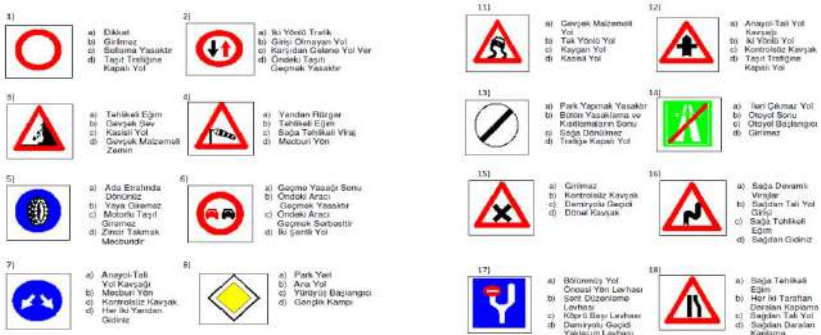 1)
a) Dikkat
b) Girilmez
c) Sollama Yasaktır
d) Taşıt Trafiğine
Kapalı Yol
2)
a) İki Yönlü Trafik
b) Girişi Olmayan Yol
c) Karşıdan Gelene Yol Ver
d) Öndeki Taşıtı
Geçmek Yasaktır
3)
a) Tehlikeli Eğim
b) Gevşek Şev
c) Kasisli Yol
d) Gevşek Malzemeli
Zemin
4)
a) Yandan Rüzgar
b) Tehlikeli Eğim
c) Sağa Tehlikeli Viraj
d) Mecburi Yön
5)
a) Ada Etrafında
Dönünüz
b) Yaya Giremez
c) Motorlu Taşıt
Giremez
d) Zincir Takmak
Mecburidir
6)
a) Geçme Yasağı Sonu
b) Öndeki Aracı
Geçmek Yasaktır
c) Öndeki Aracı
Geçmek Serbesttir
d) İki Şeritli Yol
7)
a) Anayol-Tali
Yol Kavşağı
b) Mecburi Yön
c) Kontrolsüz Kavşak
d) Her İki Yandan
Gidiniz
8)
a) Park Yeri
b) Ana Yol
c) Yürüyüş Başlangıcı
d) Gençlik Kampı
11)
a) Gevşek Malzemeli
Yol
b) Tek Yönlü Yol
c) Kaygan Yol
d) Kasisli Yol
12)
a) Anayol-Tali Yol
Kavşağı
b) İki Yönlü Yol
c) Kontrolsüz Kavşak
d) Taşıt Trafiğine
Kapalı Yol
13)
a) Park Yapmak Yasaktır
b) Bütün Yasaklama ve
Kısıtlamaların Sonu
c) Sağa Dönülmez
d) Trafiğe Kapalı Yol
14)
a) İleri Çıkmaz Yol
b) Otoyol Sonu
c) Otoyol Başlangıcı
d) Girilmez
15)
a) Girilmez
b) Kontrolsüz Kavşak
c) Demiryolu Geçidi
d) Dönel Kavşak
16)
a) Sağa Devamlı
Virajlar
b) Sağdan Tali Yol
Girişi
c) Sağa Tehlikeli
Eğim
d) Sağdan Gidiniz
17)
a) Bölünmüş Yol
Öncesi Yön Levhası
b) Şerit Düzenleme
Levhası
c) Köprü Başı Levhası
d) Demiryolu Geçidi
Yaklaşım Levhası
18)
a) Sağa Tehlikeli
Eğim
b) Her İki Taraftan
Daralan Kaplama
c) Sağdan Tali Yol
d) Sağdan Daralan
Kaplama